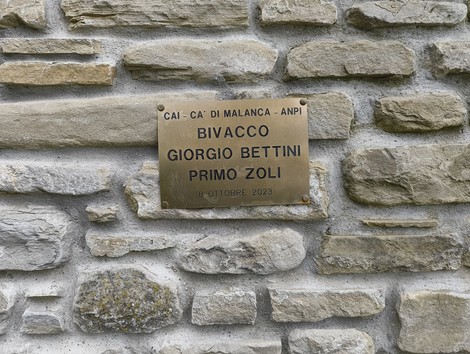 CAI - CA' DI MALANCA - ANPI
BIVACCO
GIORGIO BETTINI
PRIMO ZOLI
OTTOBRE 2023